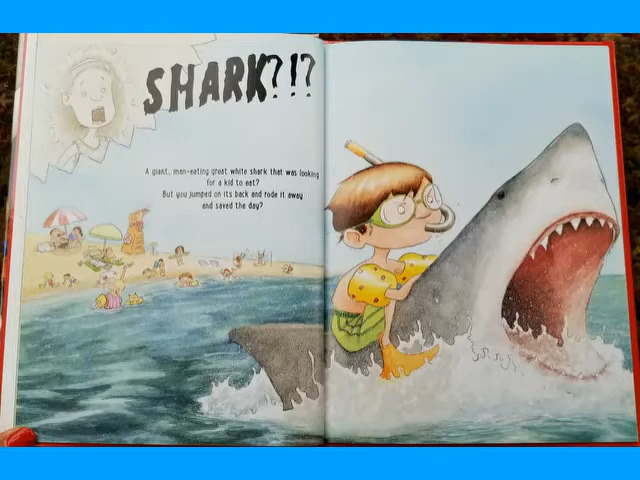 SHARK?!?
A giant, man-eating great white shark that was looking
for a kid to eat?
But you jumped on its back and rode it away
and saved the day?